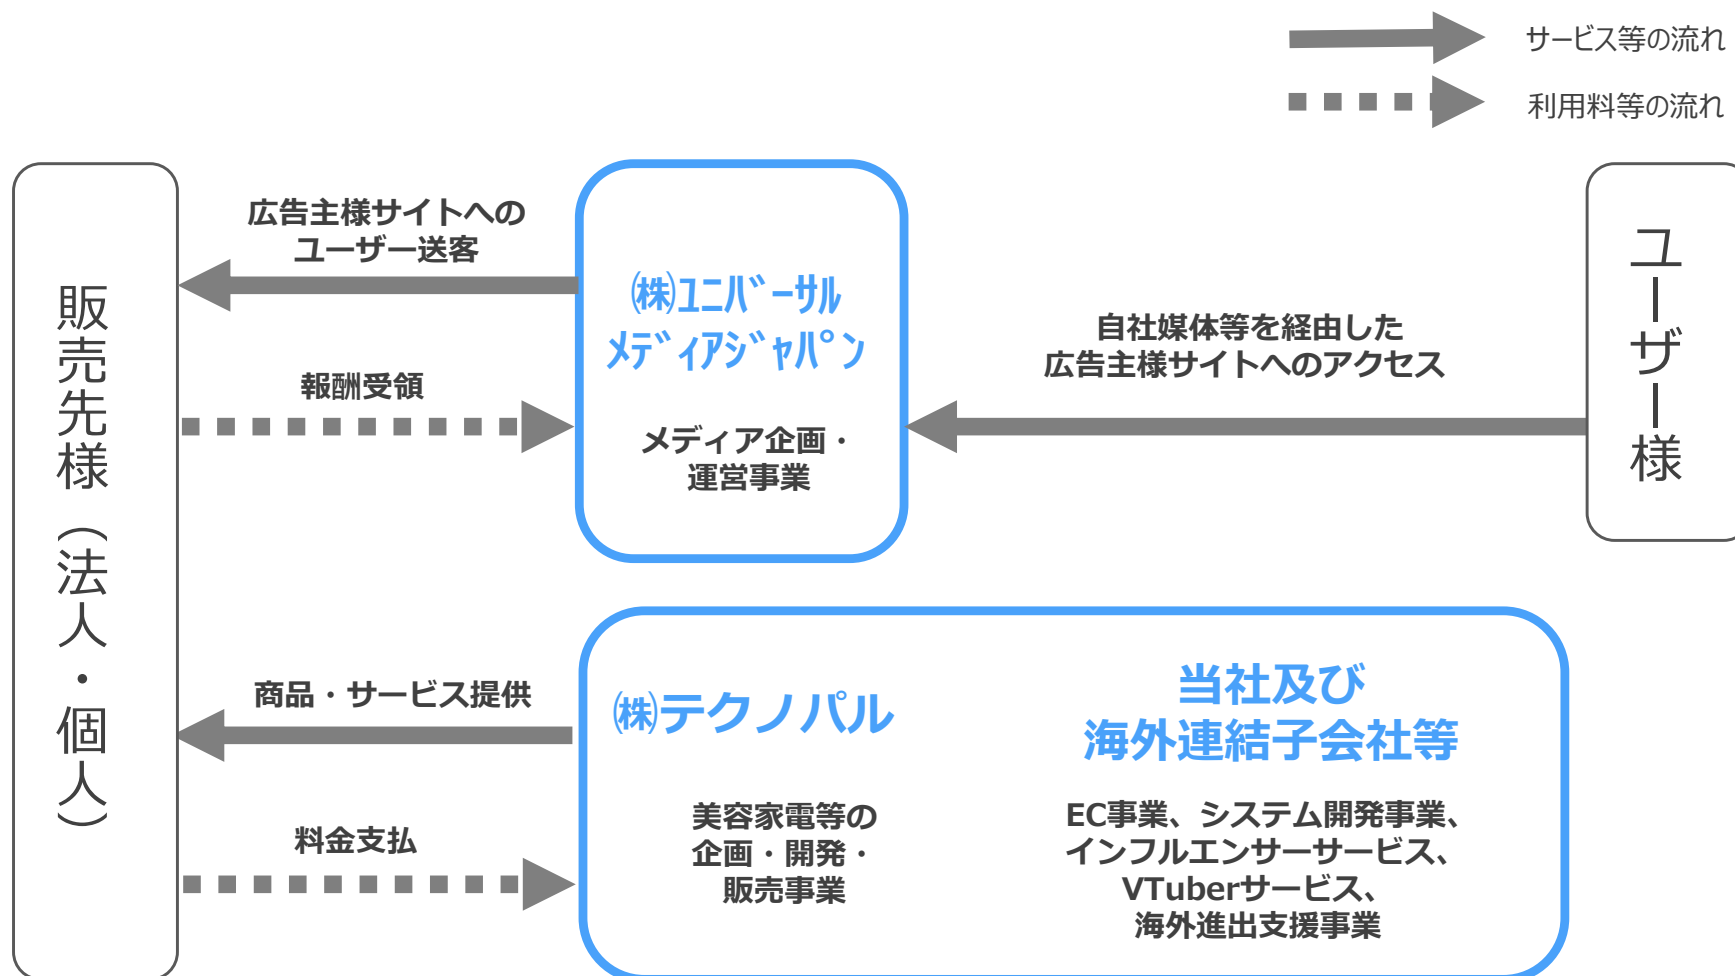 サービス等の流れ
利用料等の流れ
販売先様（法人・個人）
広告主様サイトへの
ユーザー送客
報酬受領
㈱ﾕﾆﾊﾞｰｻﾙ
ﾒﾃﾞｨｱｼﾞｬﾊﾟﾝ
メディア企画・
運営事業
自社媒体等を経由した
広告主様サイトへのアクセス
ユーザー様
商品・サービス提供
料金支払
㈱テクノパル
美容家電等の
企画・開発・
販売事業
当社及び
海外連結子会社等
EC事業、システム開発事業、
インフルエンサーサービス、
VTuberサービス、
海外進出支援事業